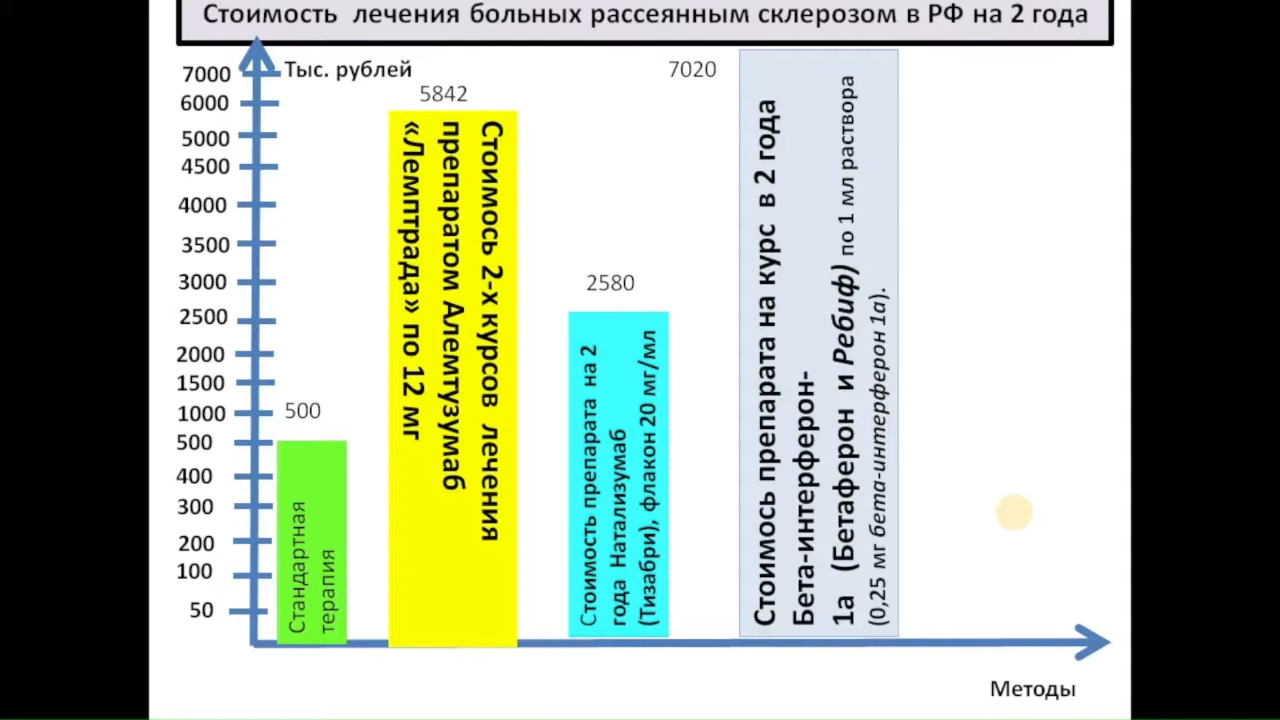 Стоимость лечения больных рассеянным склерозом в РФ на 2 года
Тыс. рублей
7000
6000
5000
4500
4000
3500
3000
2500
2000
1500
1000
500
400
300
200
100
50
500
Стандартная
терапия
5842
Стоимось 2-х курсов лечения
препаратом Алемтузумаб
«Лемптрада» по 12 мг
2580
Стоимость препарата на 2
года Натализумаб
(Тизабри), флакон 20 мг/мл
7020
Стоимось препарата на курс в 2 года
Бета-интерферон-
1а (Бетаферон и Ребиф) по 1 мл раствора
(0,25 мг бета-интерферон 1а).
Методы